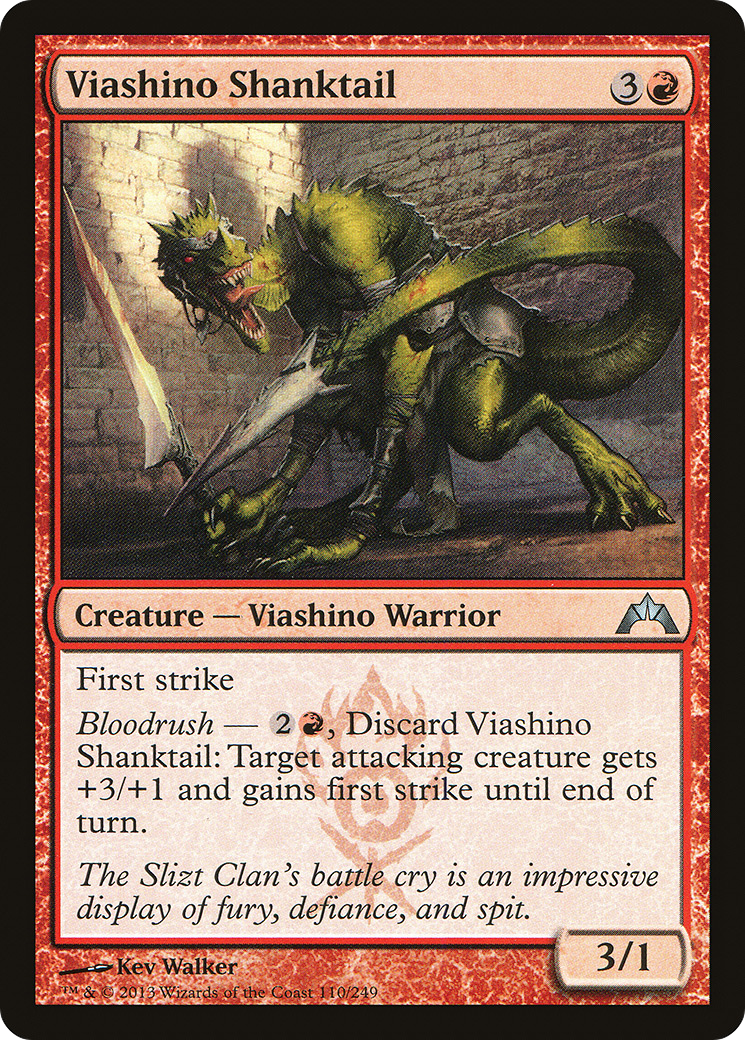 Viashino Shanktail 3
Creature — Viashino Warrior
First strike
Bloodrush — 2 , Discard Viashino
Shanktail: Target attacking creature gets
+3/+1 and gains first strike until end of
turn.
The Slizt Clan's battle cry is an impressive
display of fury, defiance, and spit.
3/1
Kev Walker
™ & © 2013 Wizards of the Coast 110/249